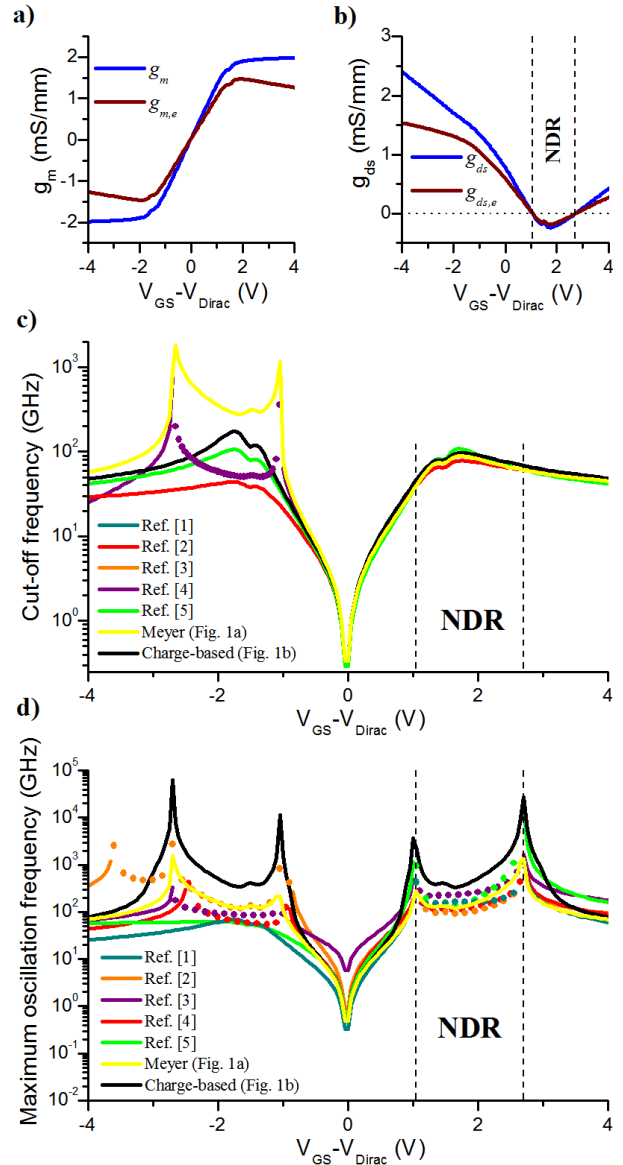 a)
g_m (mS/mm)
2
1
0
-1
-2
g_m
g_m,e
-4 -2 0 2 4
V_GS-V_Dirac (V)
b)
g_ds (mS/mm)
3
2
1
0
NDR
g_ds
g_ds,e
-4 -2 0 2 4
V_GS-V_Dirac (V)
c)
Cut-off frequency (GHz)
10^3
10^2
10^1
10^0
Ref. [1]
Ref. [2]
Ref. [3]
Ref. [4]
Ref. [5]
Meyer (Fig. 1a)
Charge-based (Fig. 1b)
NDR
-4 -2 0 2 4
V_GS-V_Dirac (V)
d)
Maximum oscillation frequency (GHz)
10^5
10^4
10^3
10^2
10^1
10^0
10^-1
10^-2
Ref. [1]
Ref. [2]
Ref. [3]
Ref. [4]
Ref. [5]
Meyer (Fig. 1a)
Charge-based (Fig. 1b)
NDR
-4 -2 0 2 4
V_GS-V_Dirac (V)